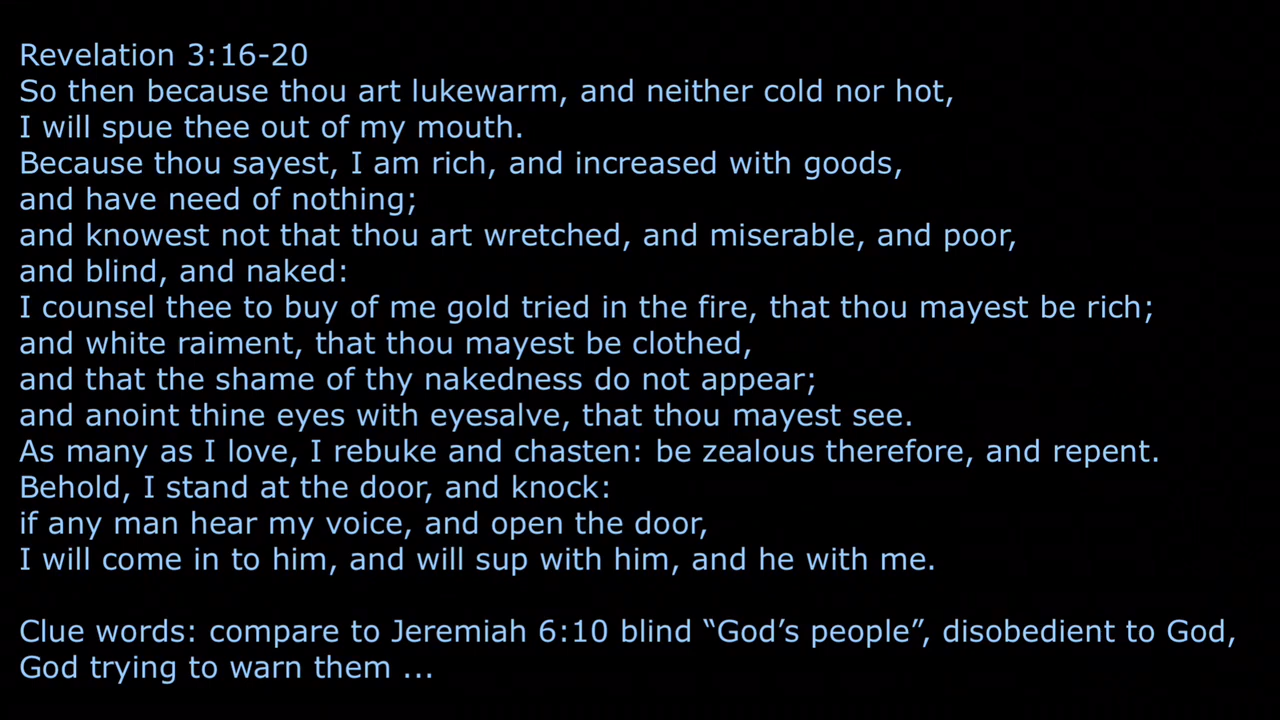 Revelation 3:16-20
So then because thou art lukewarm, and neither cold nor hot,
I will spue thee out of my mouth.
Because thou sayest, I am rich, and increased with goods,
and have need of nothing;
and knowest not that thou art wretched, and miserable, and poor,
and blind, and naked:
I counsel thee to buy of me gold tried in the fire, that thou mayest be rich;
and white raiment, that thou mayest be clothed,
and that the shame of thy nakedness do not appear;
and anoint thine eyes with eyesalve, that thou mayest see.
As many as I love, I rebuke and chasten: be zealous therefore, and repent.
Behold, I stand at the door, and knock:
if any man hear my voice, and open the door,
I will come in to him, and will sup with him, and he with me.
Clue words: compare to Jeremiah 6:10 blind “God’s people”, disobedient to God,
God trying to warn them ...